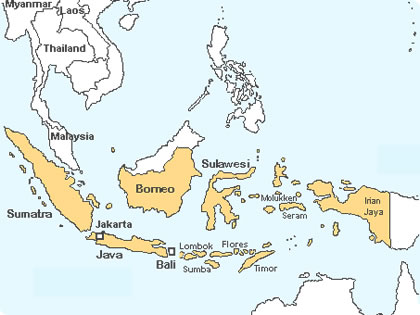 Myanmar
Laos
Thailand
Malaysia
Sulawesi
Borneo
Molukken
Irian
Jaya
Sumatra
Seram
Jakarta
Java
Bali
Lombok
Flores
Sumba
Timor